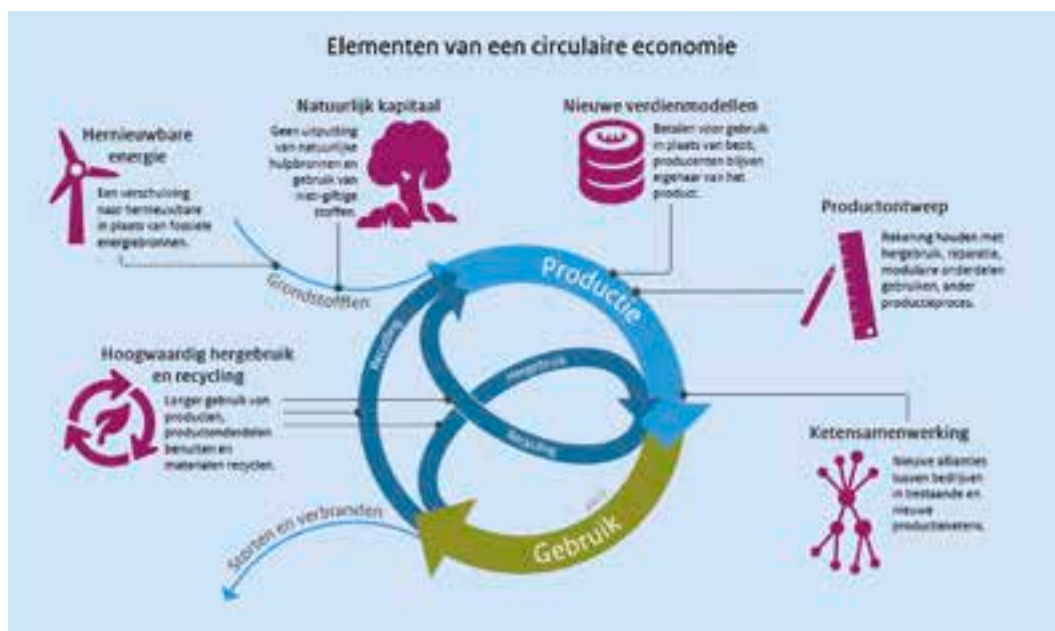 Elementen van een circulaire economie
Hernieuwbare
energie
Een verschuiving
naar hernieuwbare
in plaats van fossiele
energiebronnen.
Natuurlijk kapitaal
Geen uitputting
van natuurlijke
hulpbronnen en
gebruik van
niet-giftige
stoffen.
Nieuwe verdienmodellen
Betalen voor gebruik
in plaats van bezit,
producenten blijven
eigenaar van het
product.
Productontwerp
Rekening houden met
hergebruik, reparatie,
modulaire onderdelen
gebruiken, ander
productieproces.
Grondstoffen
Productie
Recycling
Hergebruik
Gebruik
Hoogwaardig hergebruik
en recycling
Langer gebruik van
producten,
productonderdelen
benutten en
materialen recyclen.
Ketensamenwerking
Nieuwe allianties
tussen bedrijven
in bestaande en
nieuwe
productieketens.
Storten en verbranden